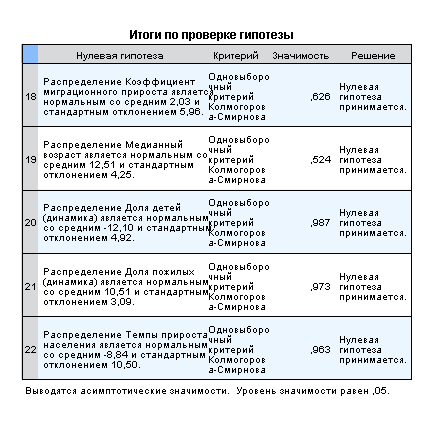 Итоги по проверке гипотезы
Нулевая гипотеза Критерий Значимость Решение
18 Распределение Коэффициент миграционного прироста является нормальным со средним 2,03 и стандартным отклонением 5,96. Одновыборочный критерий Колмогорова-Смирнова ,626 Нулевая гипотеза принимается.
19 Распределение Медианный возраст является нормальным со средним 12,51 и стандартным отклонением 4,25. Одновыборочный критерий Колмогорова-Смирнова ,524 Нулевая гипотеза принимается.
20 Распределение Доля детей (динамика) является нормальным со средним -12,10 и стандартным отклонением 4,92. Одновыборочный критерий Колмогорова-Смирнова ,987 Нулевая гипотеза принимается.
21 Распределение Доля пожилых (динамика) является нормальным со средним 10,51 и стандартным отклонением 3,09. Одновыборочный критерий Колмогорова-Смирнова ,973 Нулевая гипотеза принимается.
22 Распределение Темпы прироста населения является нормальным со средним -8,84 и стандартным отклонением 10,50. Одновыборочный критерий Колмогорова-Смирнова ,963 Нулевая гипотеза принимается.
Выводятся асимптотические значимости. Уровень значимости равен ,05.